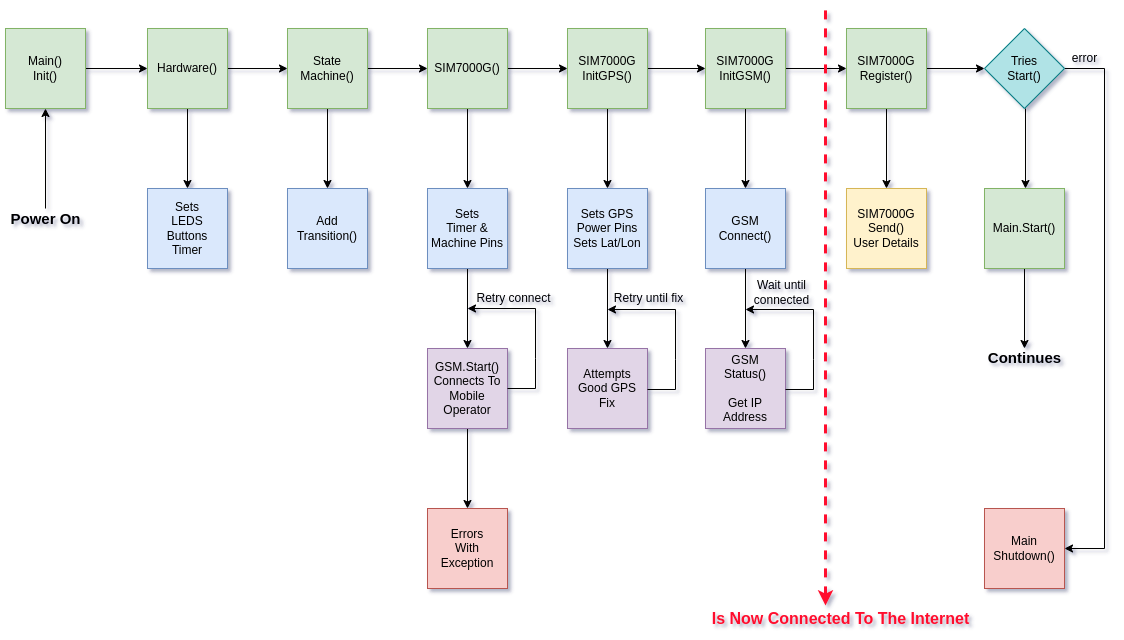 Main()
Init()
Hardware()
State
Machine()
SIM7000G()
SIM7000G
InitGPS()
SIM7000G
InitGSM()
SIM7000G
Register()
Tries
Start()
error
Power On
Sets
LEDS
Buttons
Timer
Add
Transition()
Sets
Timer &
Machine Pins
Sets GPS
Power Pins
Sets Lat/Lon
GSM
Connect()
SIM7000G
Send()
User Details
Main.Start()
Retry connect
Retry until fix
Wait until
connected
GSM.Start()
Connects To
Mobile
Operator
Attempts
Good GPS
Fix
GSM
Status()
Get IP
Address
Continues
Errors
With
Exception
Main
Shutdown()
Is Now Connected To The Internet